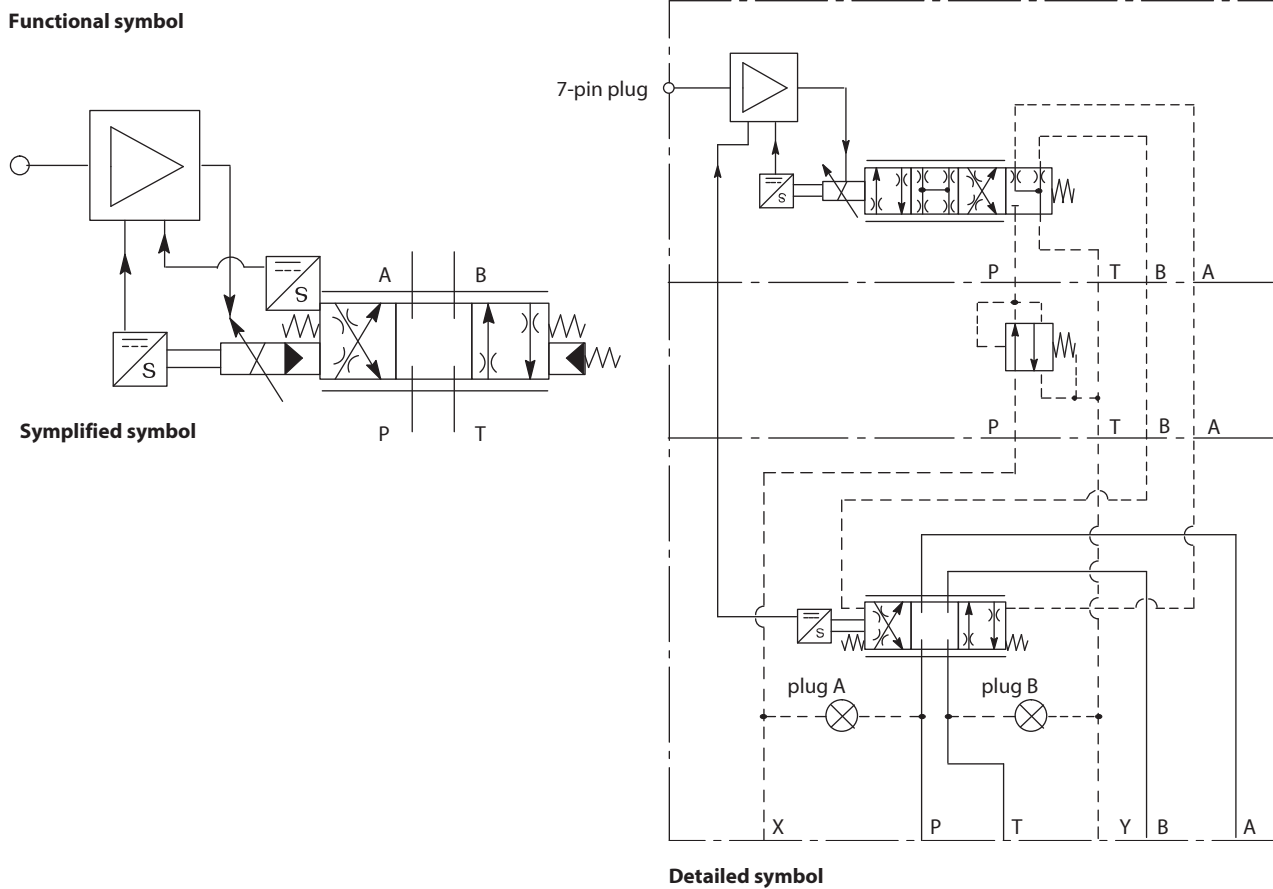 Functional symbol
7-pin plug
S
A B
S
P T B A
S
P T
Symplified symbol
P T B A
S
plug A plug B
X P T Y B A
Detailed symbol